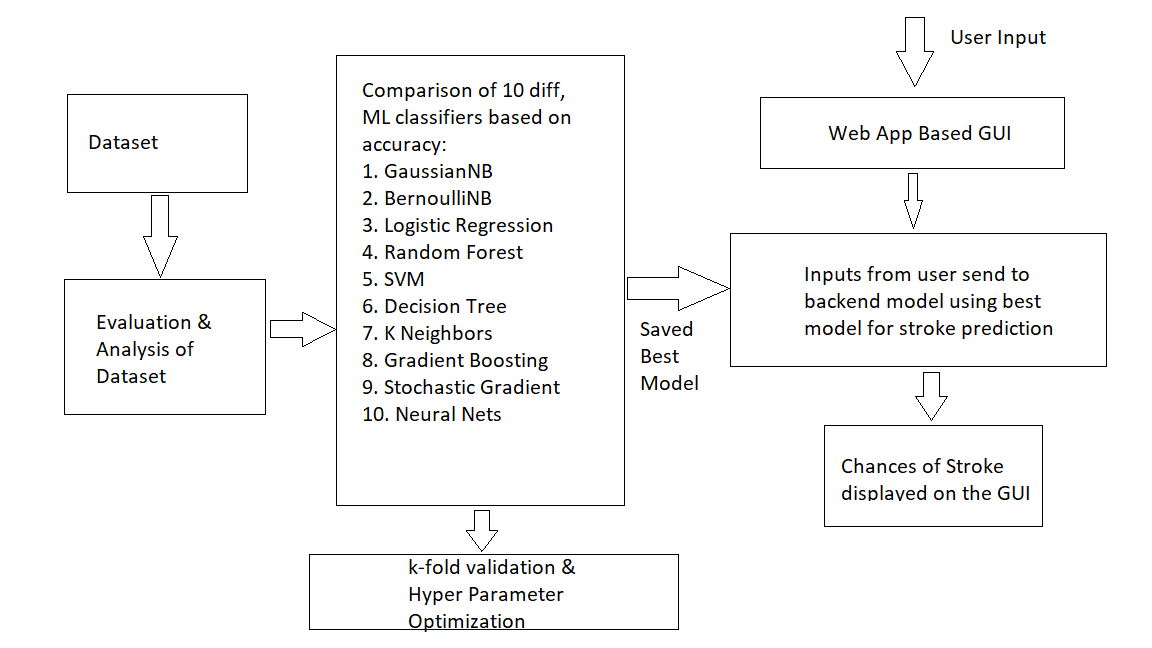 User Input
Dataset
Comparison of 10 diff,
ML classifiers based on
accuracy:
1. GaussianNB
2. BernoulliNB
3. Logistic Regression
4. Random Forest
5. SVM
6. Decision Tree
7. K Neighbors
8. Gradient Boosting
9. Stochastic Gradient
10. Neural Nets
Web App Based GUI
Evaluation &
Analysis of
Dataset
Saved
Best
Model
Inputs from user send to
backend model using best
model for stroke prediction
Chances of Stroke
displayed on the GUI
k-fold validation &
Hyper Parameter
Optimization